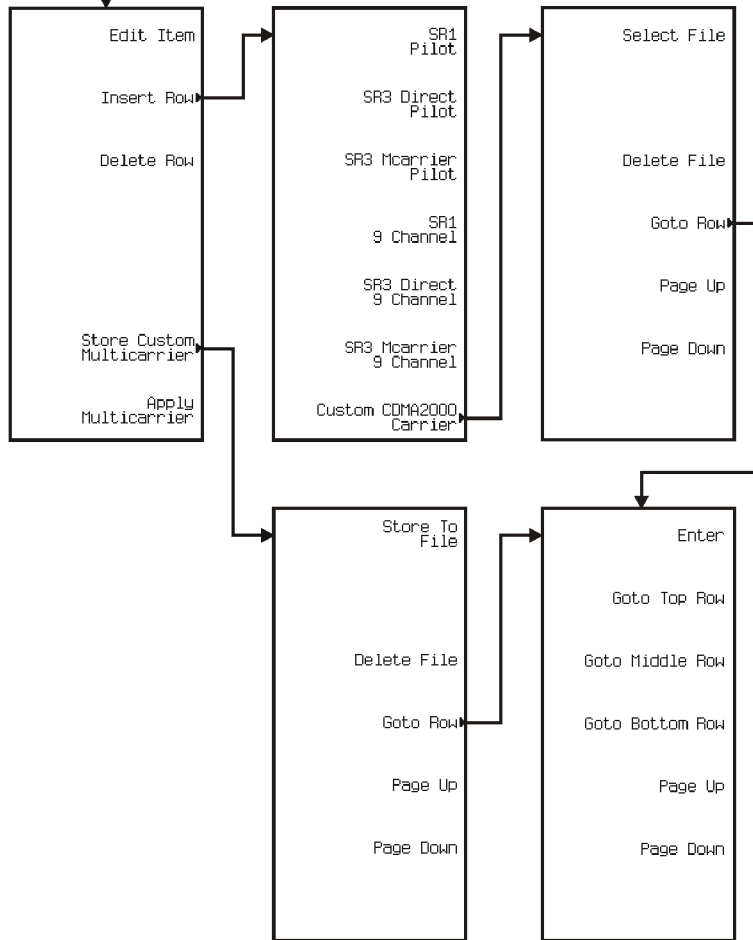 Edit Item
Insert Row
Delete Row
Store Custom
Multicarrier
Apply
Multicarrier
SR1
Pilot
SR3 Direct
Pilot
SR3 Mcarrier
Pilot
SR1
9 Channel
SR3 Direct
9 Channel
SR3 Mcarrier
9 Channel
Custom CDMA2000
Carrier
Select File
Delete File
Goto Row
Page Up
Page Down
Store To
File
Delete File
Goto Row
Page Up
Page Down
Enter
Goto Top Row
Goto Middle Row
Goto Bottom Row
Page Up
Page Down